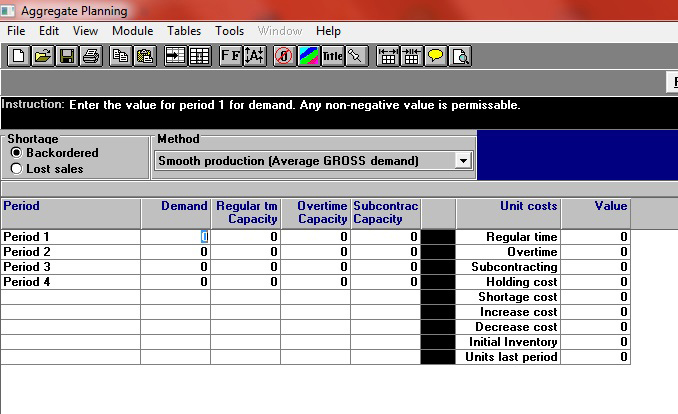 Aggregate Planning
File Edit View Module Tables Tools Window Help
FF A Title
Instruction: Enter the value for period 1 for demand. Any non-negative value is permissable.
Shortage
Backordered
Lost sales
Method
Smooth production (Average GROSS demand)
Period Demand Regular tm Capacity Overtime Capacity Subcontrac Capacity Unit costs Value
Period 1 0 0 0 Regular time 0
Period 2 0 0 0 0 Overtime 0
Period 3 0 0 0 0 Subcontracting 0
Period 4 0 0 0 0 Holding cost 0
Shortage cost 0
Increase cost 0
Decrease cost 0
Initial Inventory 0
Units last period 0